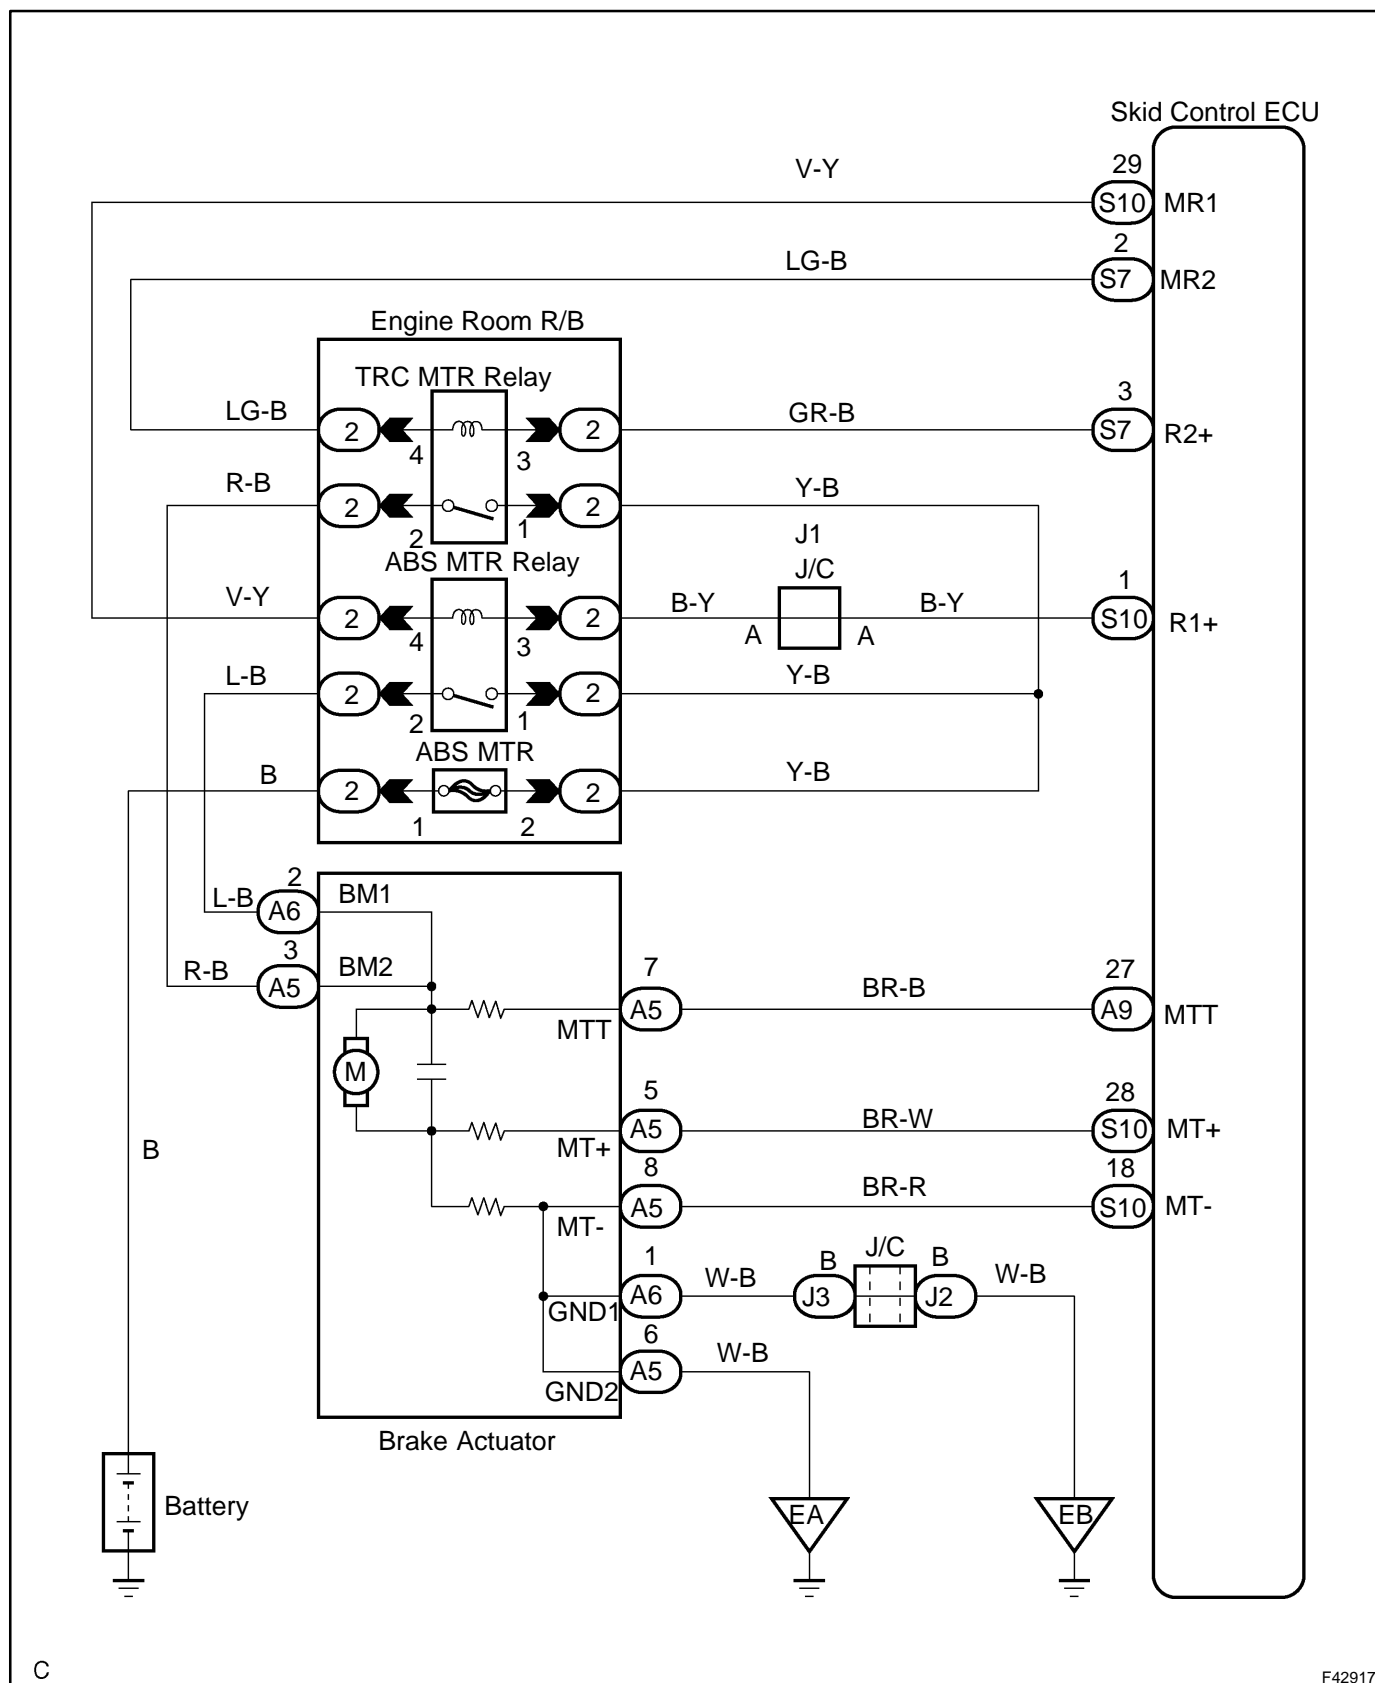 Skid Control ECU
V-Y
29
S10 MR1
2
LG-B
S7 MR2
Engine Room R/B
TRC MTR Relay
LG-B
2
4
3
2
GR-B
3
S7 R2+
R-B
2
2
1
2
Y-B
J1
J/C
ABS MTR Relay
V-Y
2
4
3
2
B-Y
A
A
B-Y
1
S10 R1+
L-B
2
2
1
2
Y-B
ABS MTR
B
2
1
2
2
Y-B
2
L-B
A6
BM1
3
R-B
A5
BM2
7
A5
MTT
BR-B
27
A9 MTT
M
5
A5
MT+
BR-W
28
S10 MT+
8
A5
MT-
BR-R
18
S10 MT-
B
1
A6
GND1
W-B
B
J3
J/C
B
J2
W-B
6
A5
GND2
W-B
Brake Actuator
Battery
EA
EB
C
F42917